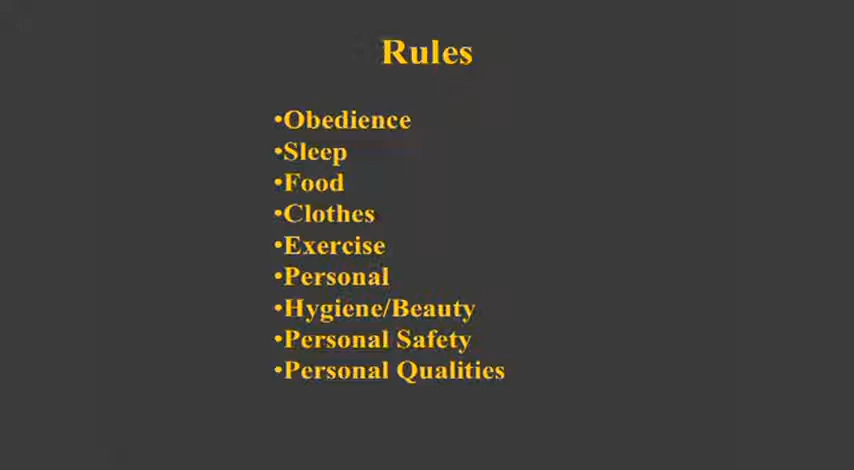 Rules
•Obedience
•Sleep
•Food
•Clothes
•Exercise
•Personal
•Hygiene/Beauty
•Personal Safety
•Personal Qualities